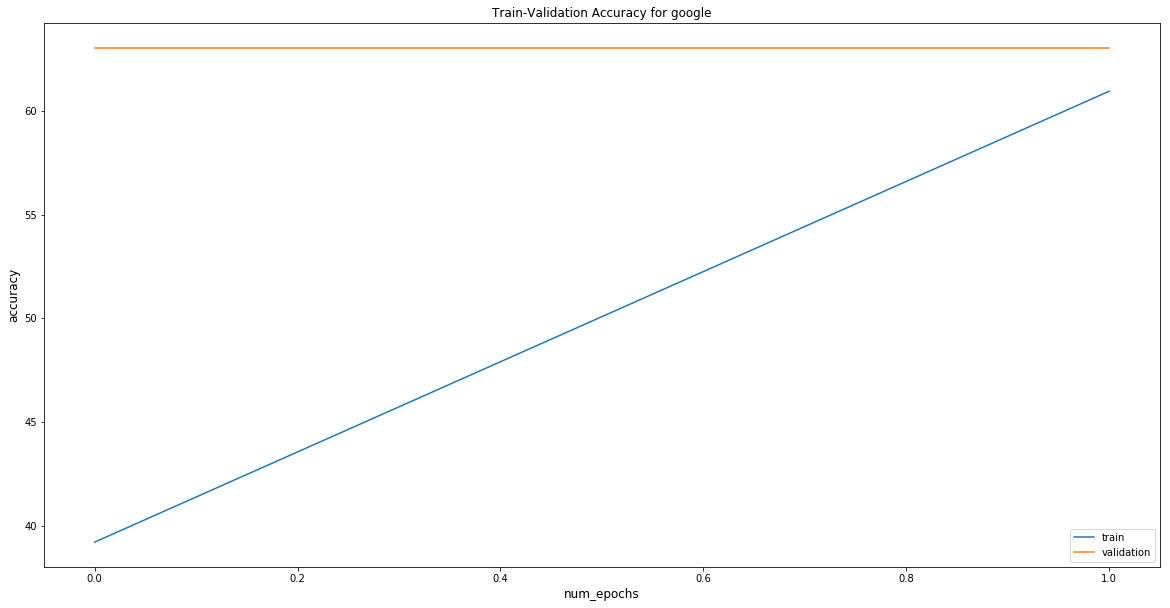 Train-Validation Accuracy for google
60
55
50
45
40
accuracy
0.0 0.2 0.4 0.6 0.8 1.0
num_epochs
train
validation